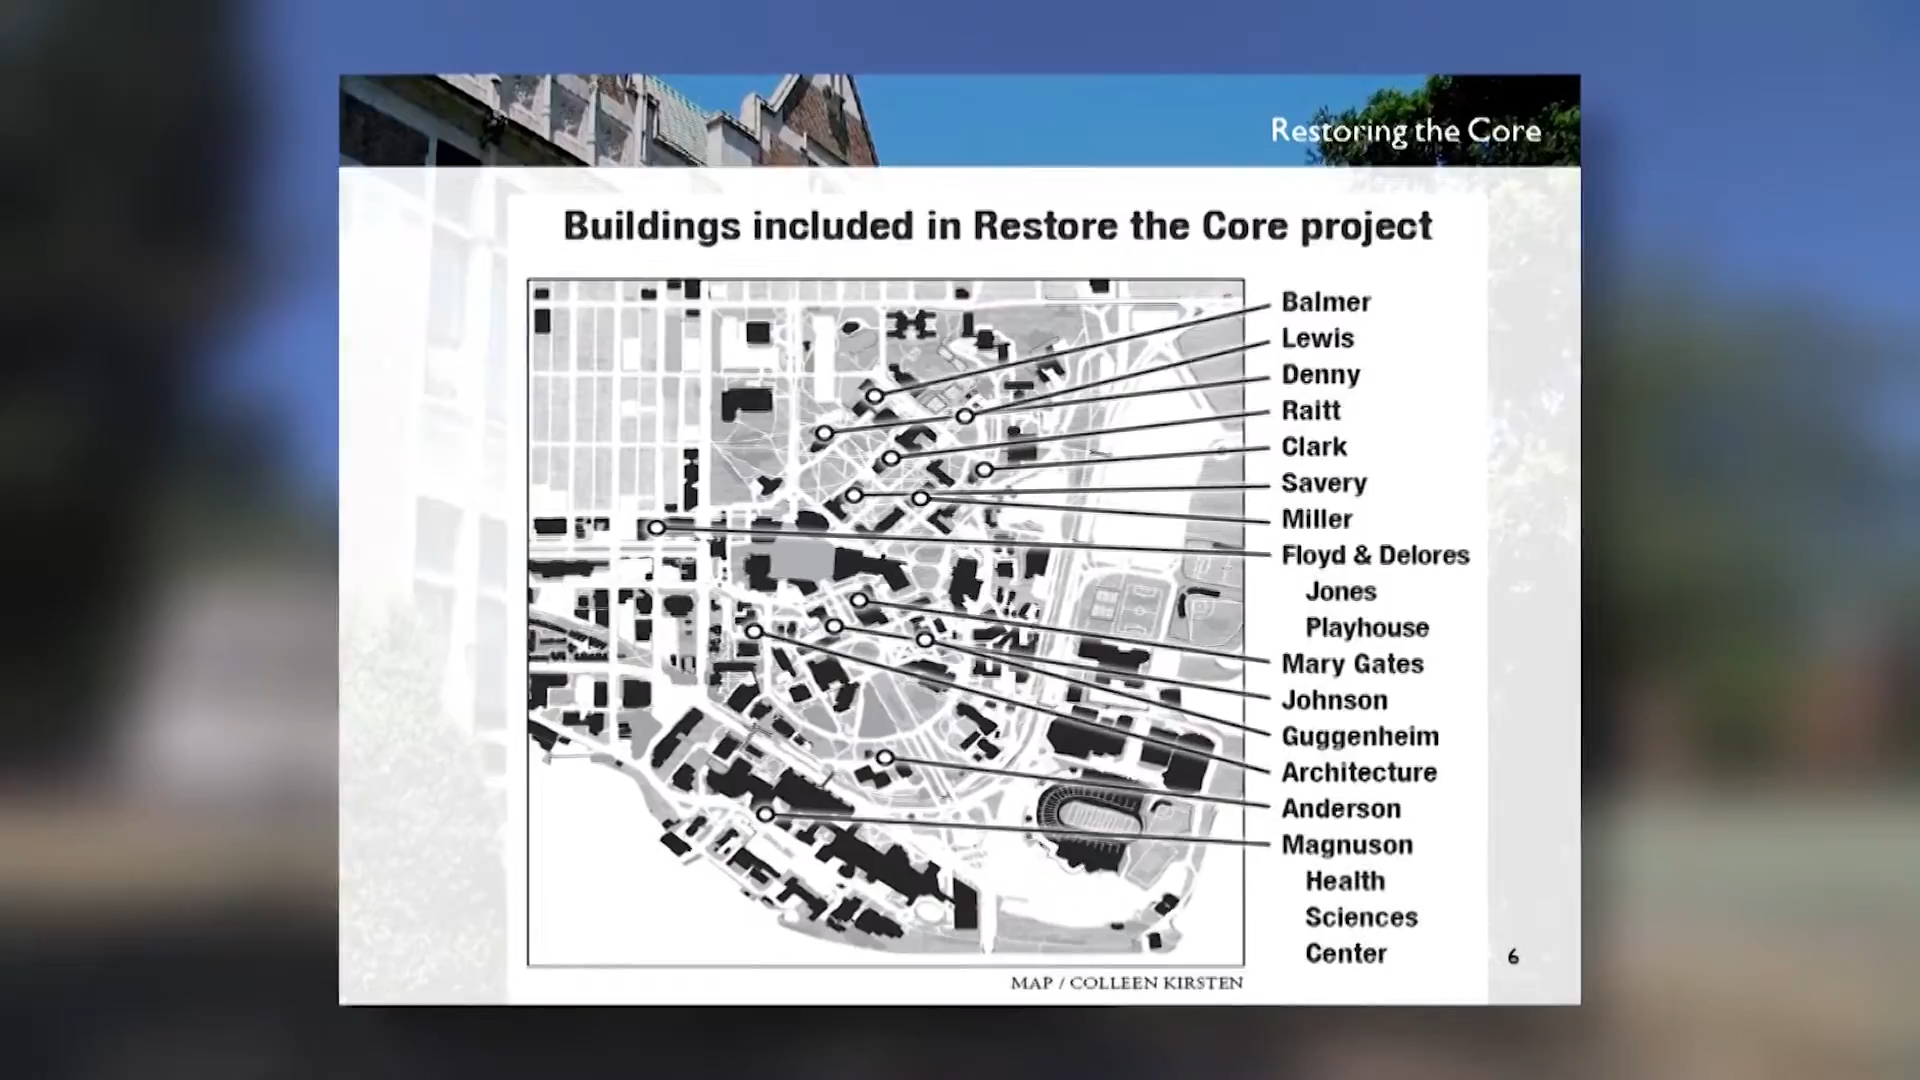 Restoring the Core
Buildings included in Restore the Core project
Balmer
Lewis
Denny
Raitt
Clark
Savery
Miller
Floyd & Delores
Jones
Playhouse
Mary Gates
Johnson
Guggenheim
Architecture
Anderson
Magnuson
Health
Sciences
Center
6
MAP / COLLEEN KIRSTEN